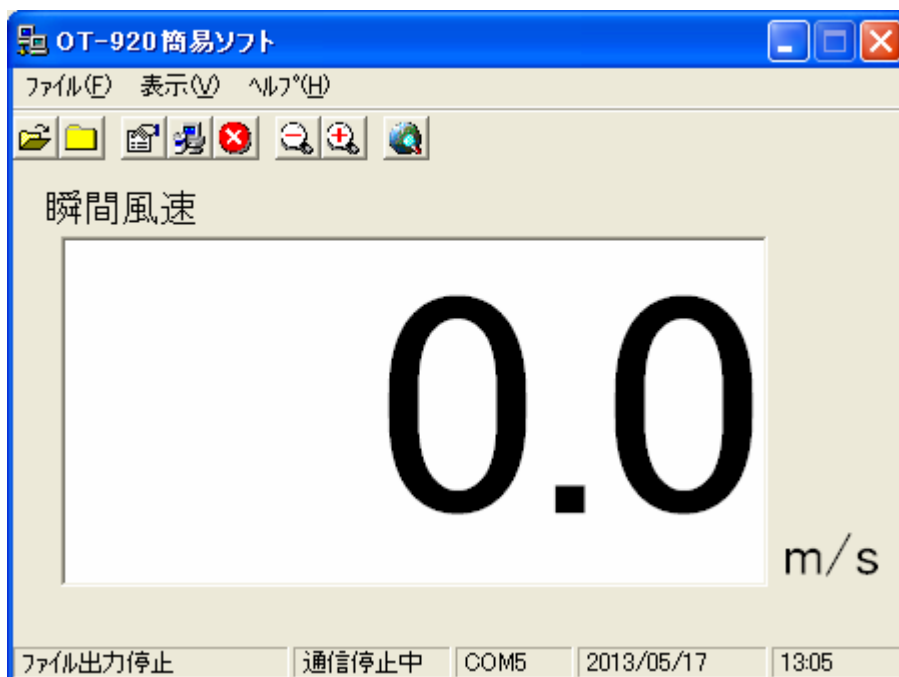 OT-920簡易ソフト
ファイル(F) 表示(V) ヘルプ(H)
瞬間風速
0.0
m/s
ファイル出力停止 通信停止中 COM5 2013/05/17 13:05